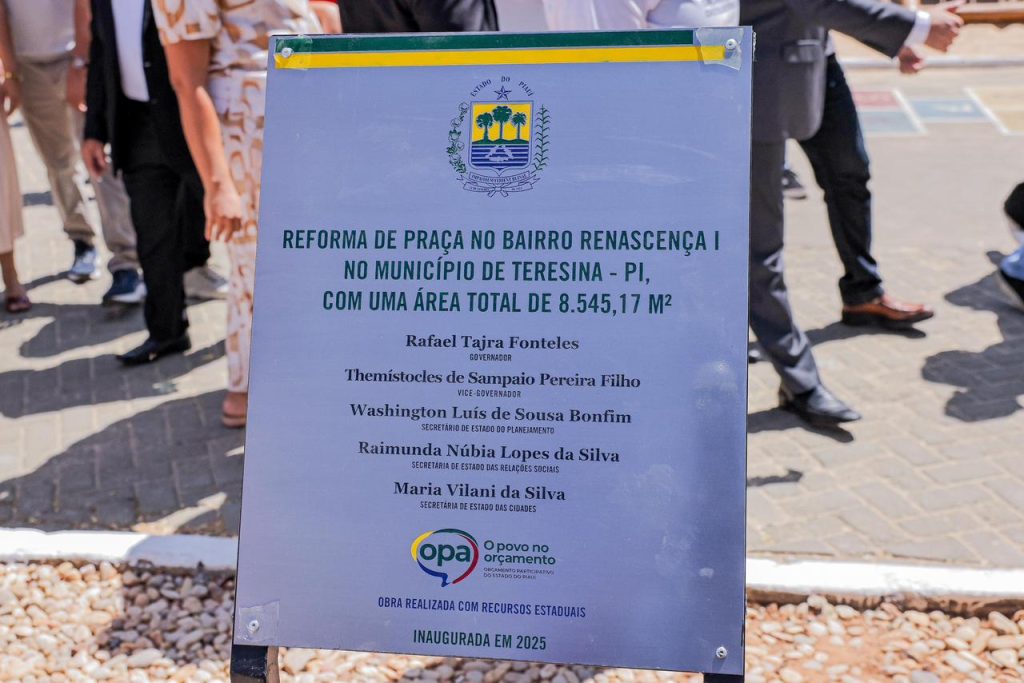 ESTADO DO PIAUÍ
REFORMA DE PRAÇA NO BAIRRO RENASCENÇA I
NO MUNICÍPIO DE TERESINA - PI,
COM UMA ÁREA TOTAL DE 8.545,17 M²
Rafael Tajra Fonteles
GOVERNADOR
Themístocles de Sampaio Pereira Filho
VICE-GOVERNADOR
Washington Luís de Sousa Bonfim
SECRETÁRIO DE ESTADO DO PLANEJAMENTO
Raimunda Núbia Lopes da Silva
SECRETÁRIA DE ESTADO DAS RELAÇÕES SOCIAIS
Maria Vilani da Silva
SECRETÁRIA DE ESTADO DAS CIDADES
opa O povo no
orçamento
ORÇAMENTO PARTICIPATIVO
DO ESTADO DO PIAUÍ
OBRA REALIZADA COM RECURSOS ESTADUAIS
INAUGURADA EM 2025